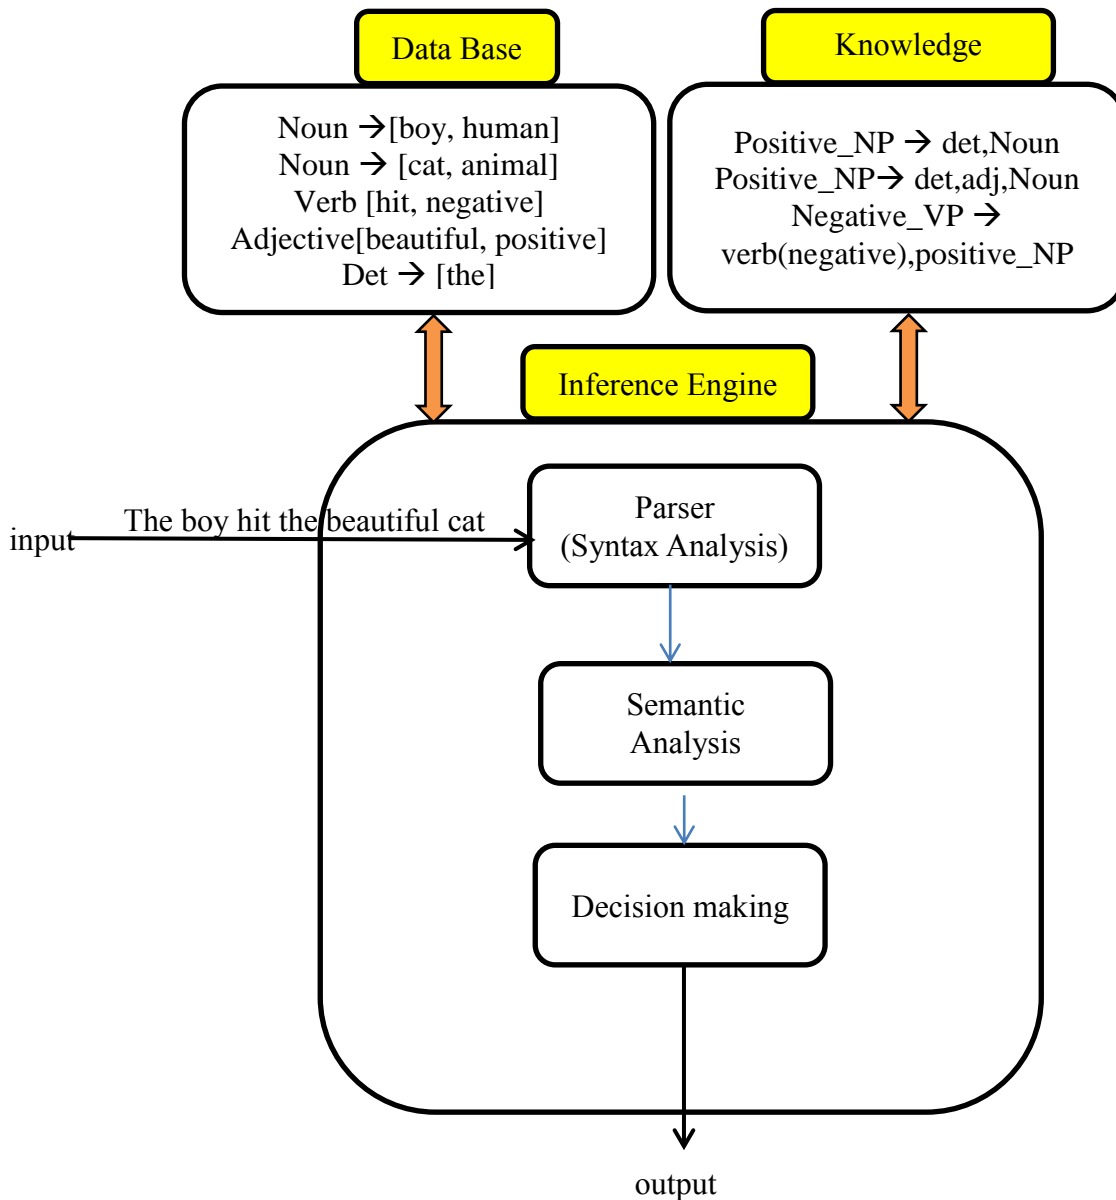 Data Base
Noun →[boy, human]
Noun → [cat, animal]
Verb [hit, negative]
Adjective[beautiful, positive]
Det → [the]
Knowledge
Positive_NP → det,Noun
Positive_NP→ det,adj,Noun
Negative_VP →
verb(negative),positive_NP
Inference Engine
input
The boy hit the beautiful cat
Parser
(Syntax Analysis)
Semantic
Analysis
Decision making
output